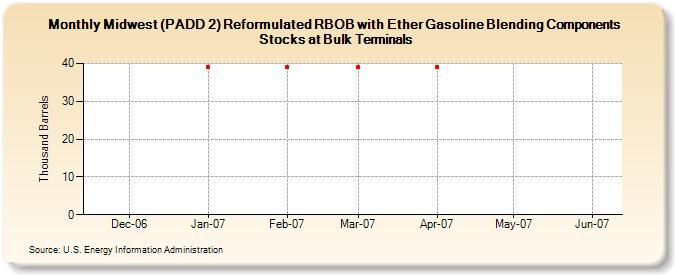 Monthly Midwest (PADD 2) Reformulated RBOB with Ether Gasoline Blending Components
Stocks at Bulk Terminals
Thousand Barrels
40
30
20
10
0
Dec-06 Jan-07 Feb-07 Mar-07 Apr-07 May-07 Jun-07
Source: U.S. Energy Information Administration